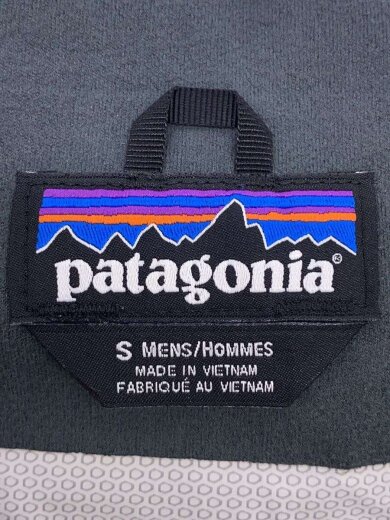 patagonia®
S MENS/HOMMES
MADE IN VIETNAM
FABRIQUÉ AU VIETNAM